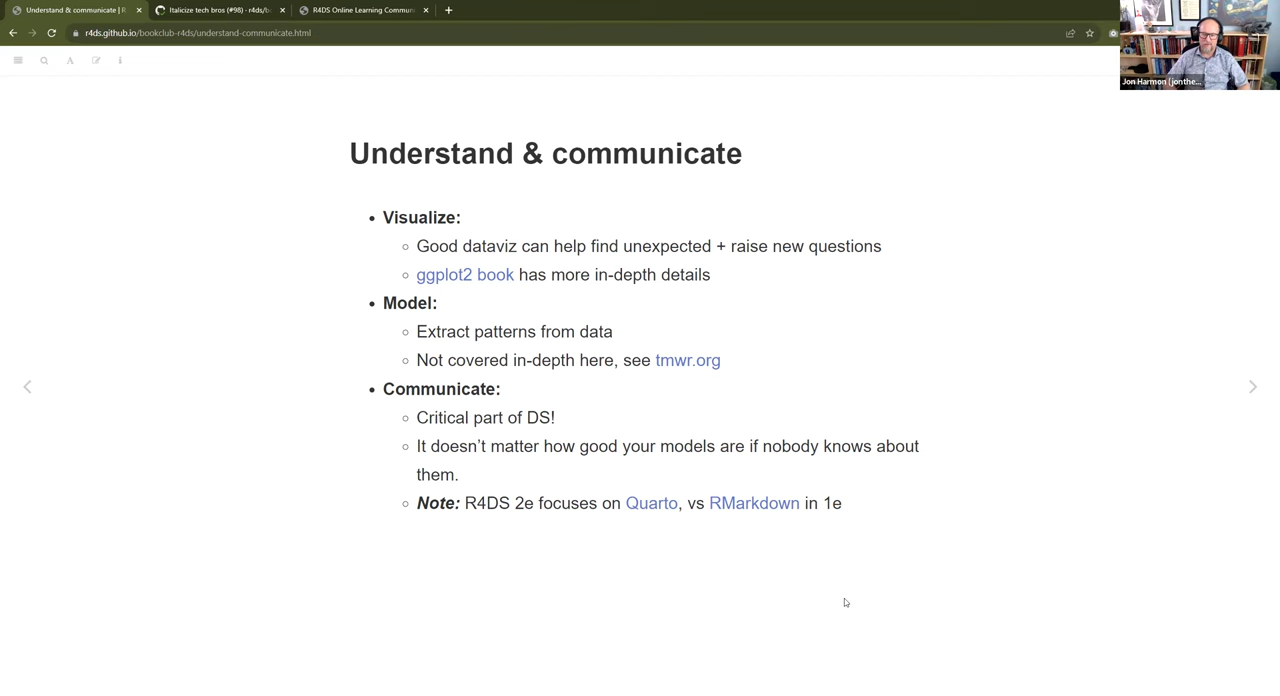 Understand & communicate | R
Italicize tech bros (#98) · r4ds/bo
R4DS Online Learning Commun
r4ds.github.io/bookclub-r4ds/understand-communicate.html
Jon Harmon (jonthe...
Understand & communicate
Visualize:
Good dataviz can help find unexpected + raise new questions
ggplot2 book has more in-depth details
Model:
Extract patterns from data
Not covered in-depth here, see tmwr.org
Communicate:
Critical part of DS!
It doesn't matter how good your models are if nobody knows about
them.
Note: R4DS 2e focuses on Quarto, vs RMarkdown in 1e